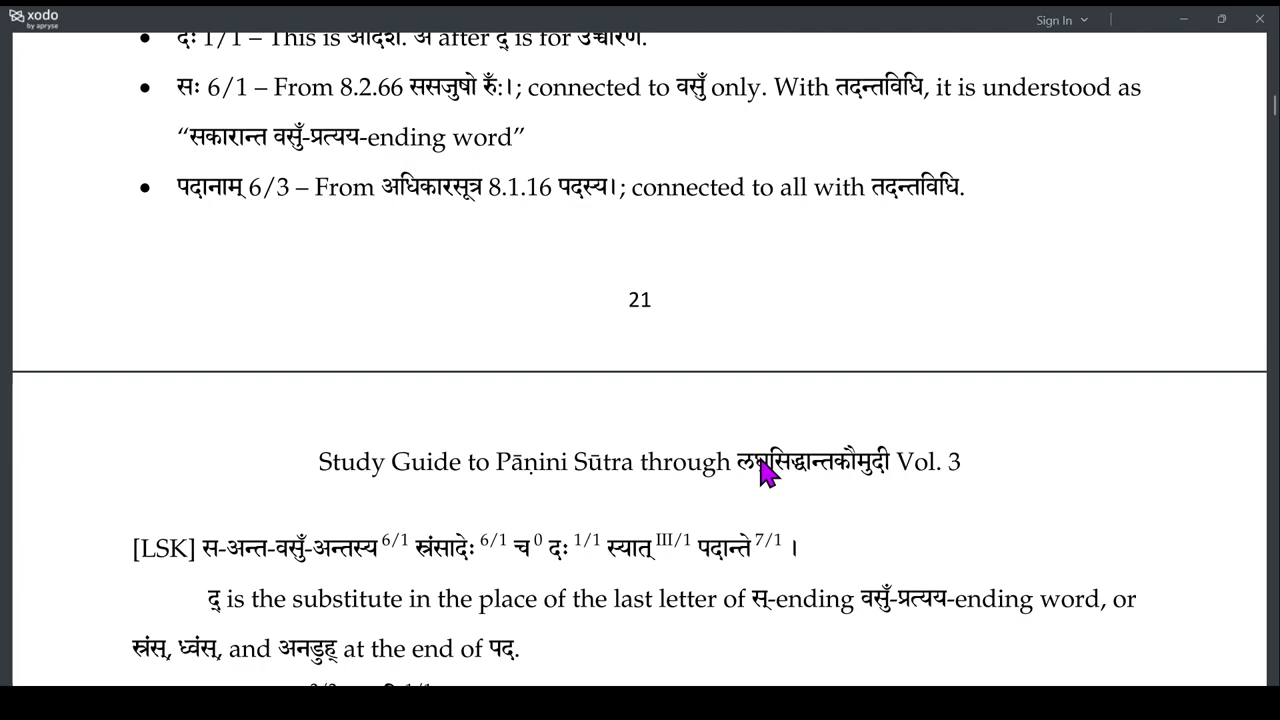 xodo
by apryse
Sign In
• दः 1/1 – This is आदेश. अ after द् is for उच्चारण.
• सः 6/1 – From 8.2.66 ससजुषो रुँः।; connected to वसुँ only. With तदन्तविधि, it is understood as
“सकारान्त वसुँ-प्रत्यय-ending word”
• पदानाम् 6/3 – From अधिकारसूत्र 8.1.16 पदस्य।; connected to all with तदन्तविधि.
21
Study Guide to Pāṇini Sūtra through लघुसिद्धान्तकौमुदी Vol. 3
[LSK] स-अन्त-वसुँ-अन्तस्य 6/1 स्रंसादेः 6/1 च 0 दः 1/1 स्यात् III/1 पदान्ते 7/1 ।
द् is the substitute in the place of the last letter of स्-ending वसुँ-प्रत्यय-ending word, or
स्रंस्, ध्वंस्, and अनडुह् at the end of पद.